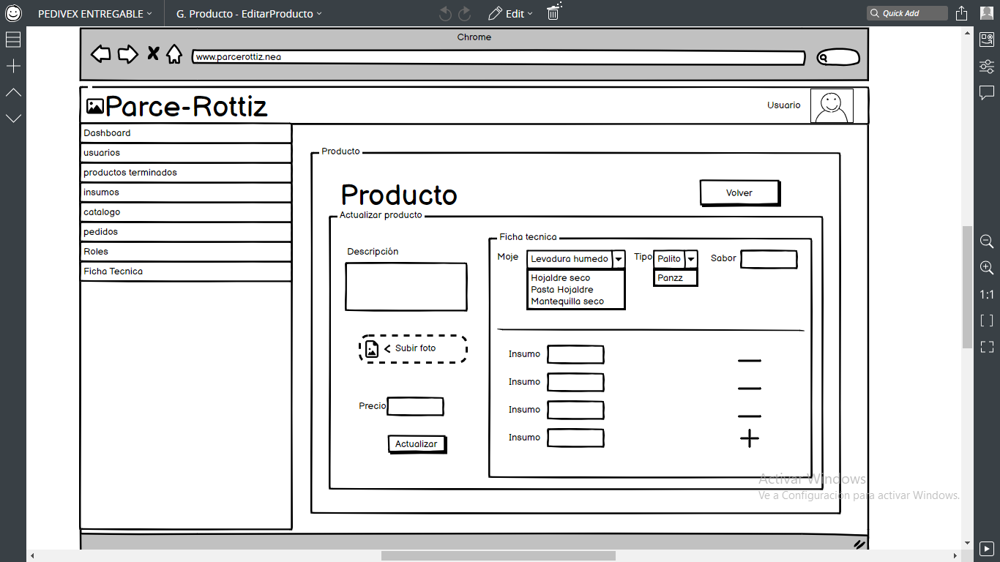 PEDIVEX ENTREGABLE
G. Producto - EditarProducto
Edit
Quick Add
Chrome
www.parcerottiz.nea
Parce-Rottiz
Usuario
Dashboard
usuarios
productos terminados
insumos
catalogo
pedidos
Roles
Ficha Tecnica
Producto
Producto
Volver
Actualizar producto
Descripción
Subir foto
Precio
Actualizar
Ficha tecnica
Moje Levadura humedo Tipo Palito Sabor
Hojaldre seco Panzz
Pasta Hojaldre
Mantequilla seco
Insumo
Insumo
Insumo
Insumo
1:1
Activar Windows
Ve a Configuración para activar Windows.